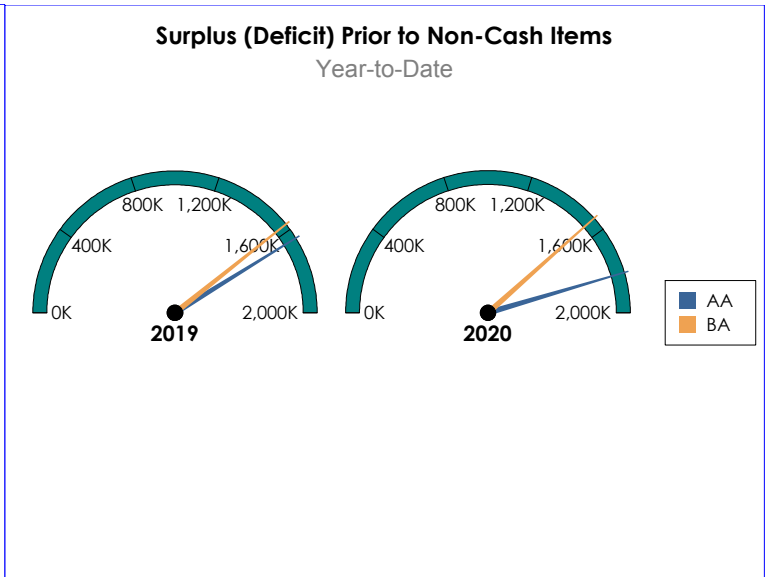 Surplus (Deficit) Prior to Non-Cash Items
Year-to-Date
800K 1,200K
400K 1,600K
0K 2,000K
2019
800K 1,200K
400K 1,600K
0K 2,000K
2020
AA
BA